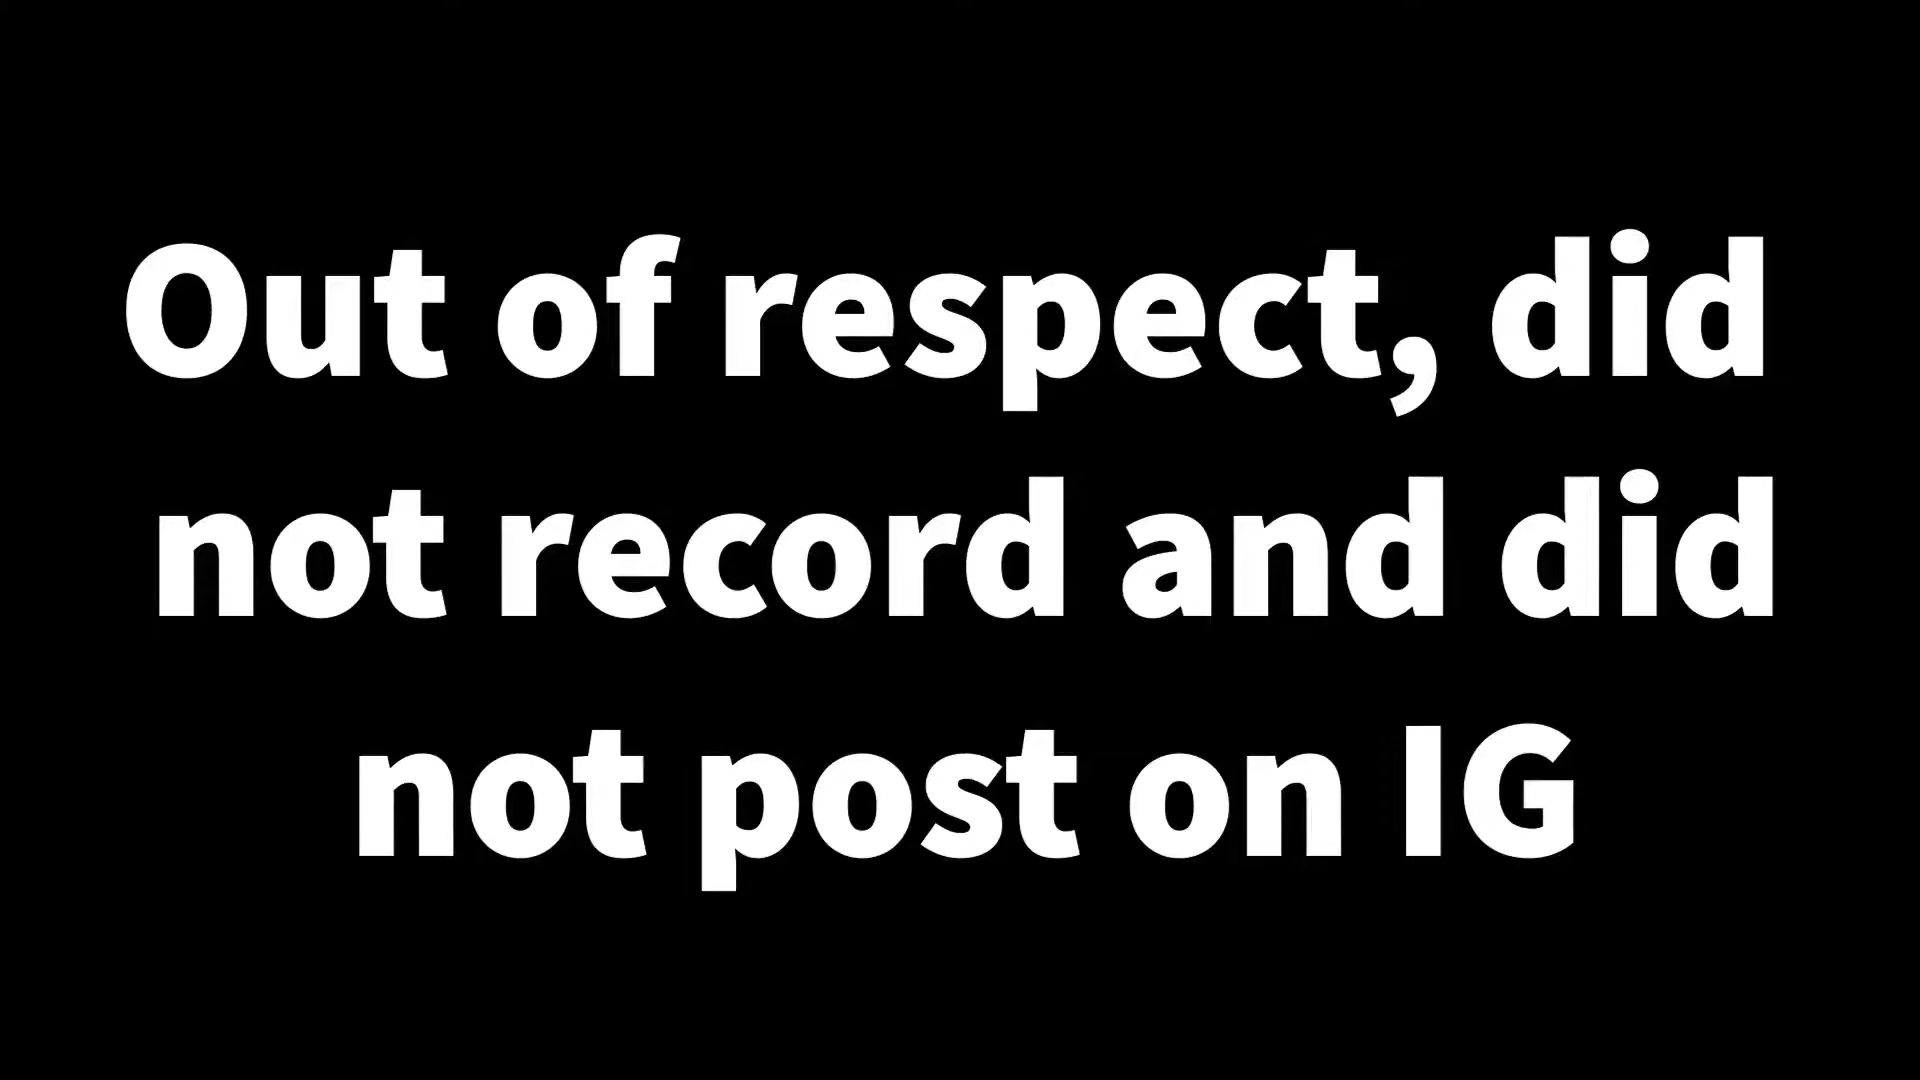 Out of respect, did
not record and did
not post on IG